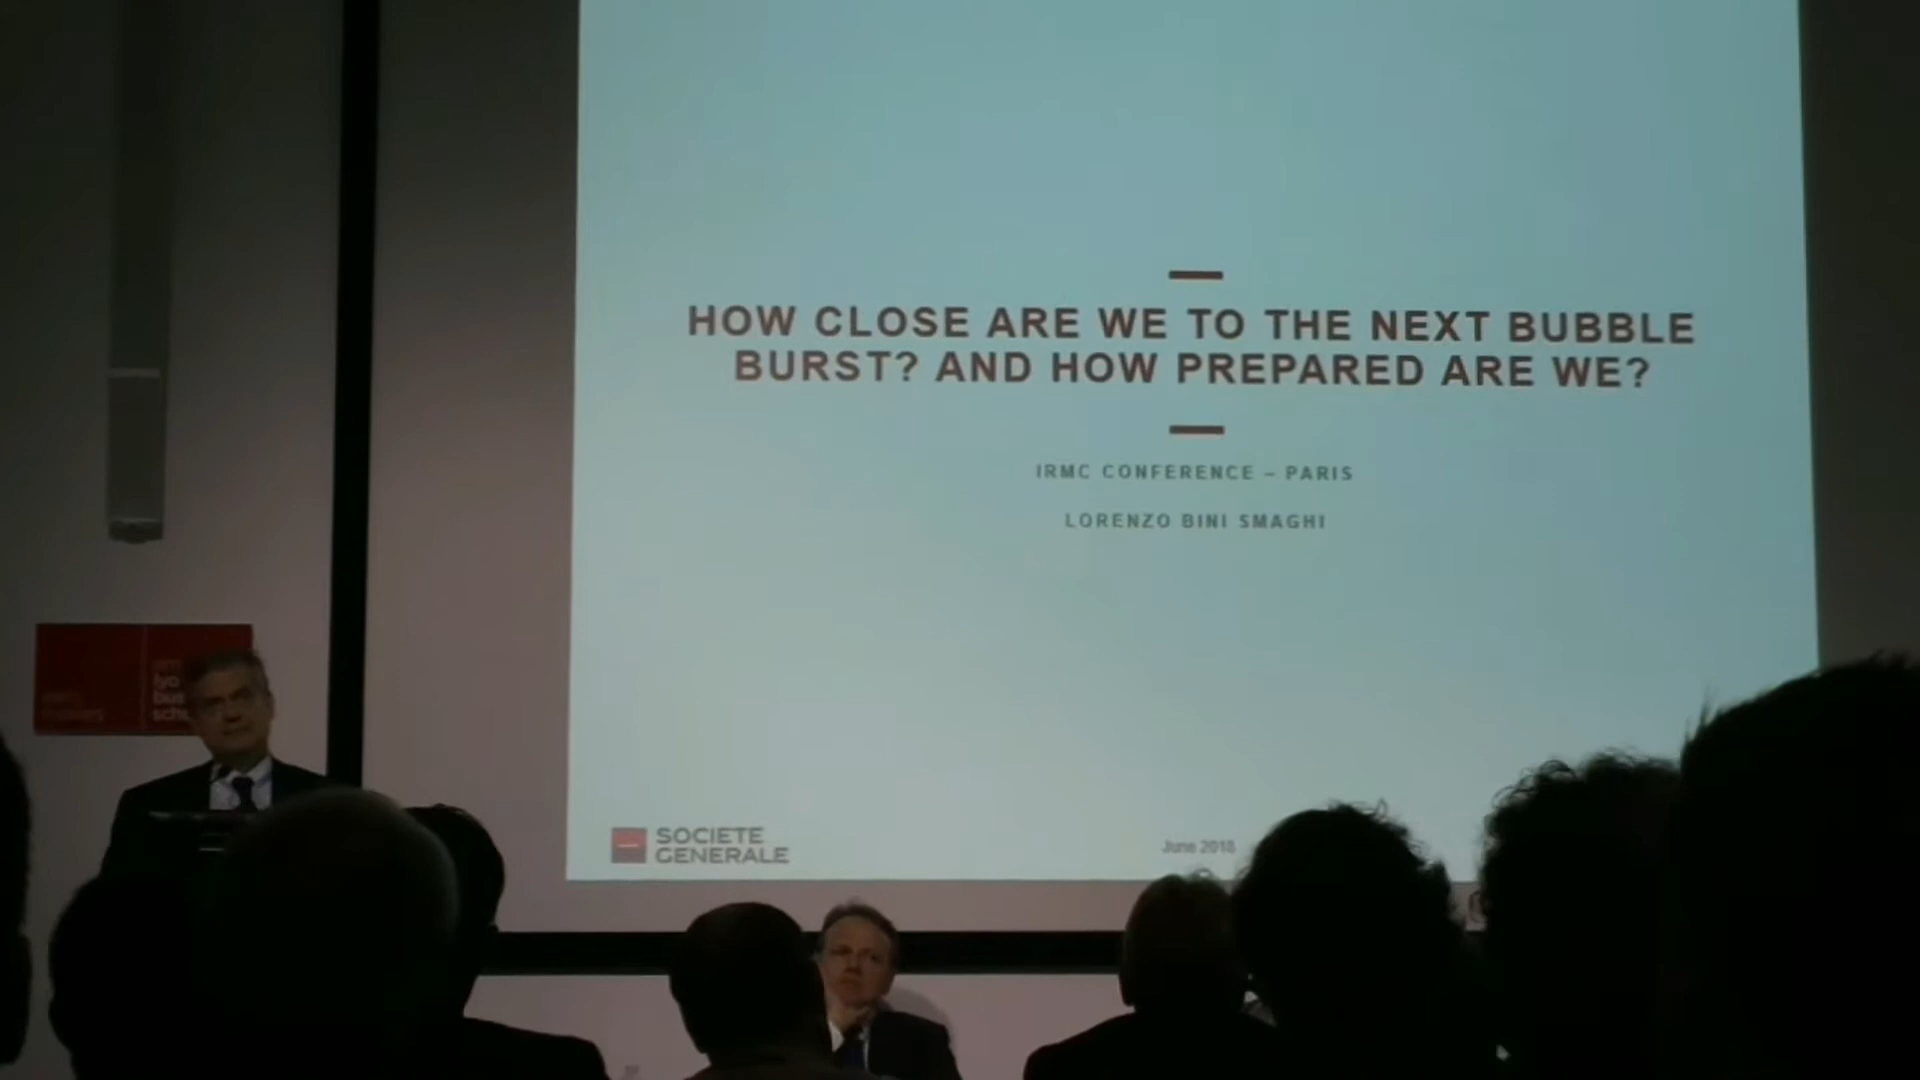 HOW CLOSE ARE WE TO THE NEXT BUBBLE
BURST? AND HOW PREPARED ARE WE?
IRMC CONFERENCE – PARIS
LORENZO BINI SMAGHI
SOCIETE
GENERALE
June 2018